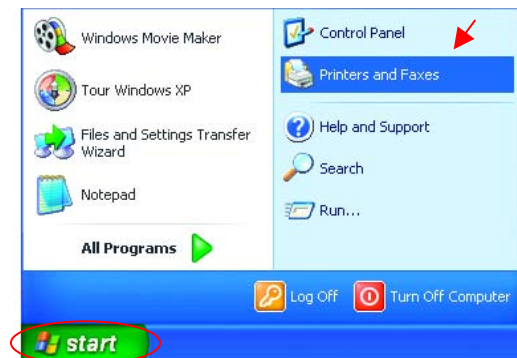 Windows Movie Maker
Tour Windows XP
Files and Settings Transfer
Wizard
Notepad
All Programs
Control Panel
Printers and Faxes
Help and Support
Search
Run...
Log Off
Turn Off Computer
start